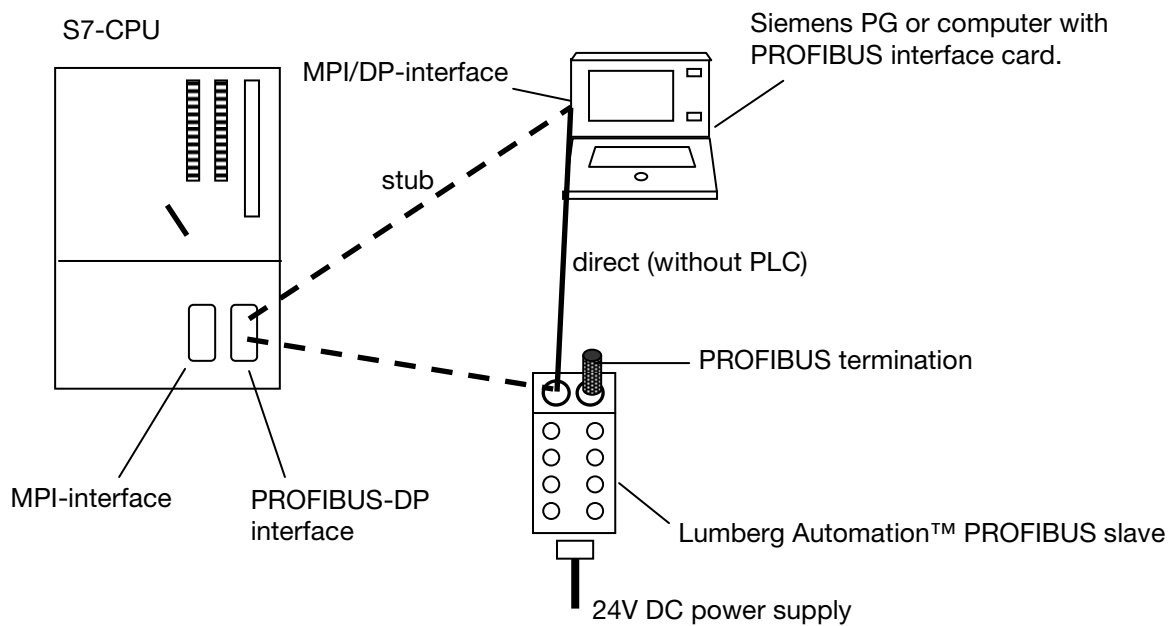 S7-CPU
Siemens PG or computer with
PROFIBUS interface card.
MPI/DP-interface
stub
direct (without PLC)
PROFIBUS termination
MPI-interface
PROFIBUS-DP
interface
Lumberg Automation™ PROFIBUS slave
24V DC power supply